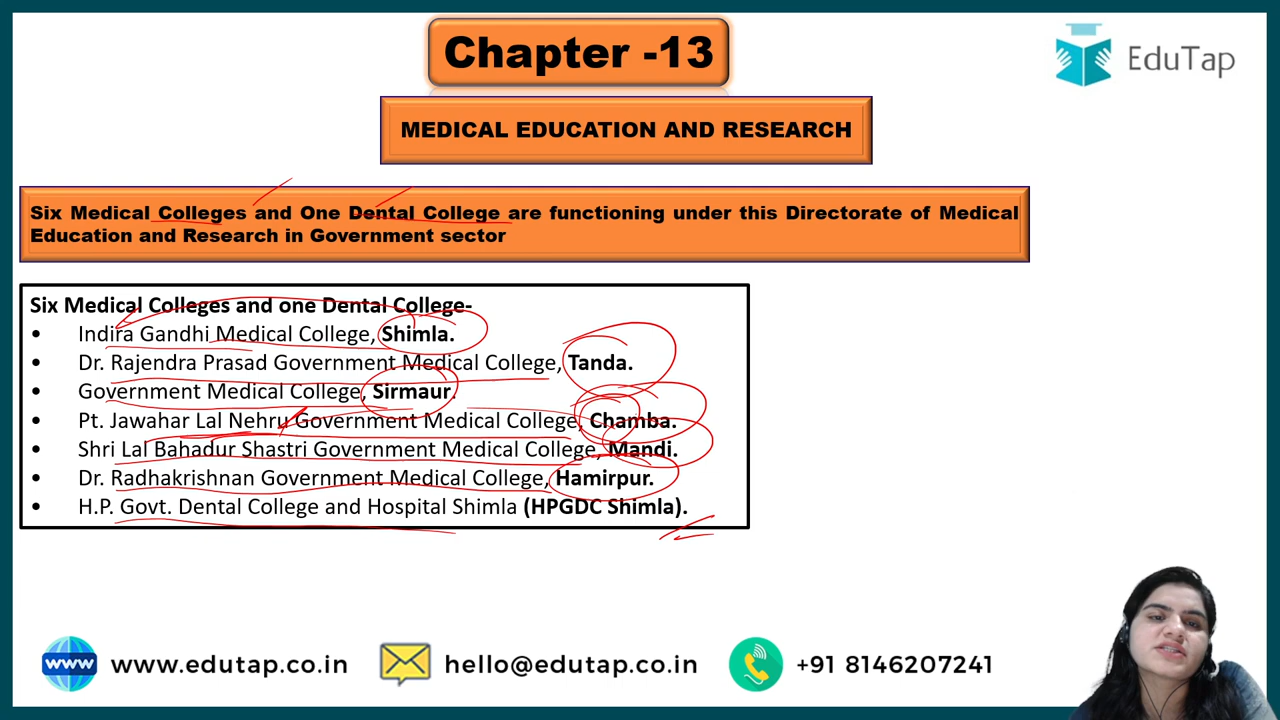 Chapter -13
EduTap
MEDICAL EDUCATION AND RESEARCH
Six Medical Colleges and One Dental College are functioning under this Directorate of Medical
Education and Research in Government sector
Six Medical Colleges and one Dental College-
• Indira Gandhi Medical College, Shimla.
• Dr. Rajendra Prasad Government Medical College, Tanda.
• Government Medical College, Sirmaur.
• Pt. Jawahar Lal Nehru Government Medical College, Chamba.
• Shri Lal Bahadur Shastri Government Medical College, Mandi.
• Dr. Radhakrishnan Government Medical College, Hamirpur.
• H.P. Govt. Dental College and Hospital Shimla (HPGDC Shimla).
www www.edutap.co.in hello@edutap.co.in +91 8146207241